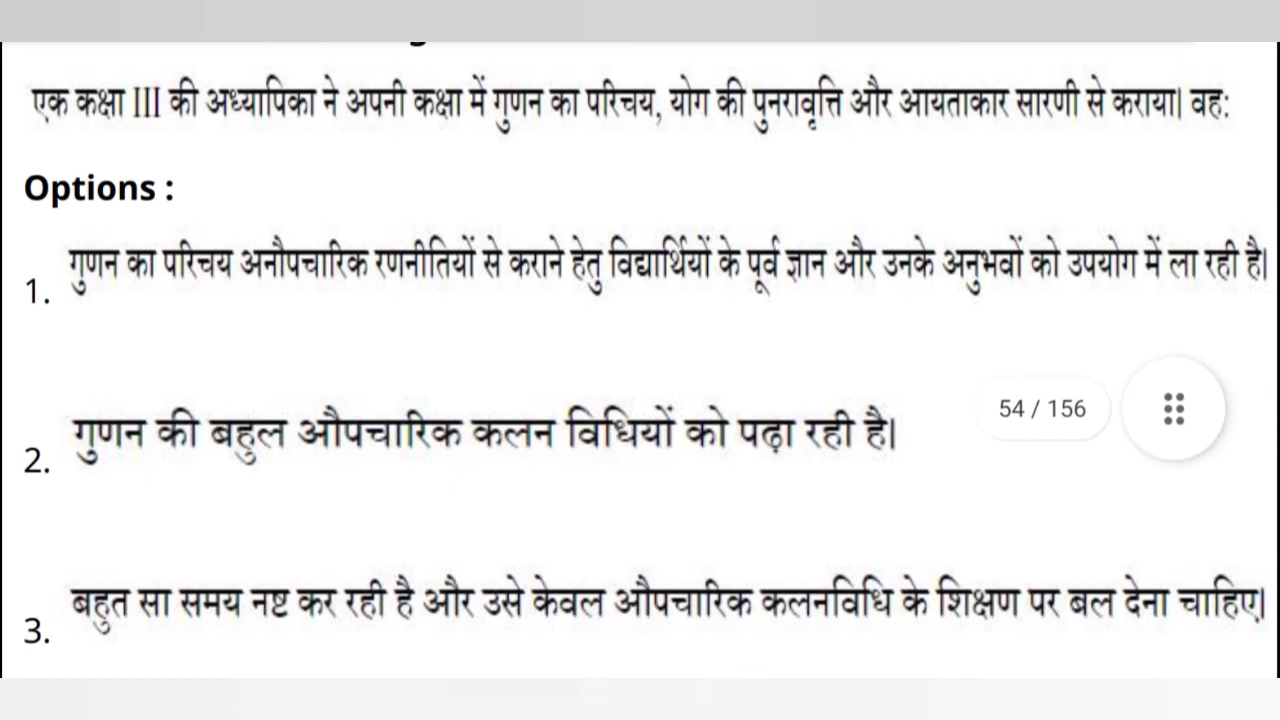 एक कक्षा III की अध्यापिका ने अपनी कक्षा में गुणन का परिचय, योग की पुनरावृत्ति और आयताकार सारणी से कराया। वह:
Options :
1. गुणन का परिचय अनौपचारिक रणनीतियों से कराने हेतु विद्यार्थियों के पूर्व ज्ञान और उनके अनुभवों को उपयोग में ला रही है।
54 / 156
2. गुणन की बहुल औपचारिक कलन विधियों को पढ़ा रही है।
3. बहुत सा समय नष्ट कर रही है और उसे केवल औपचारिक कलनविधि के शिक्षण पर बल देना चाहिए।